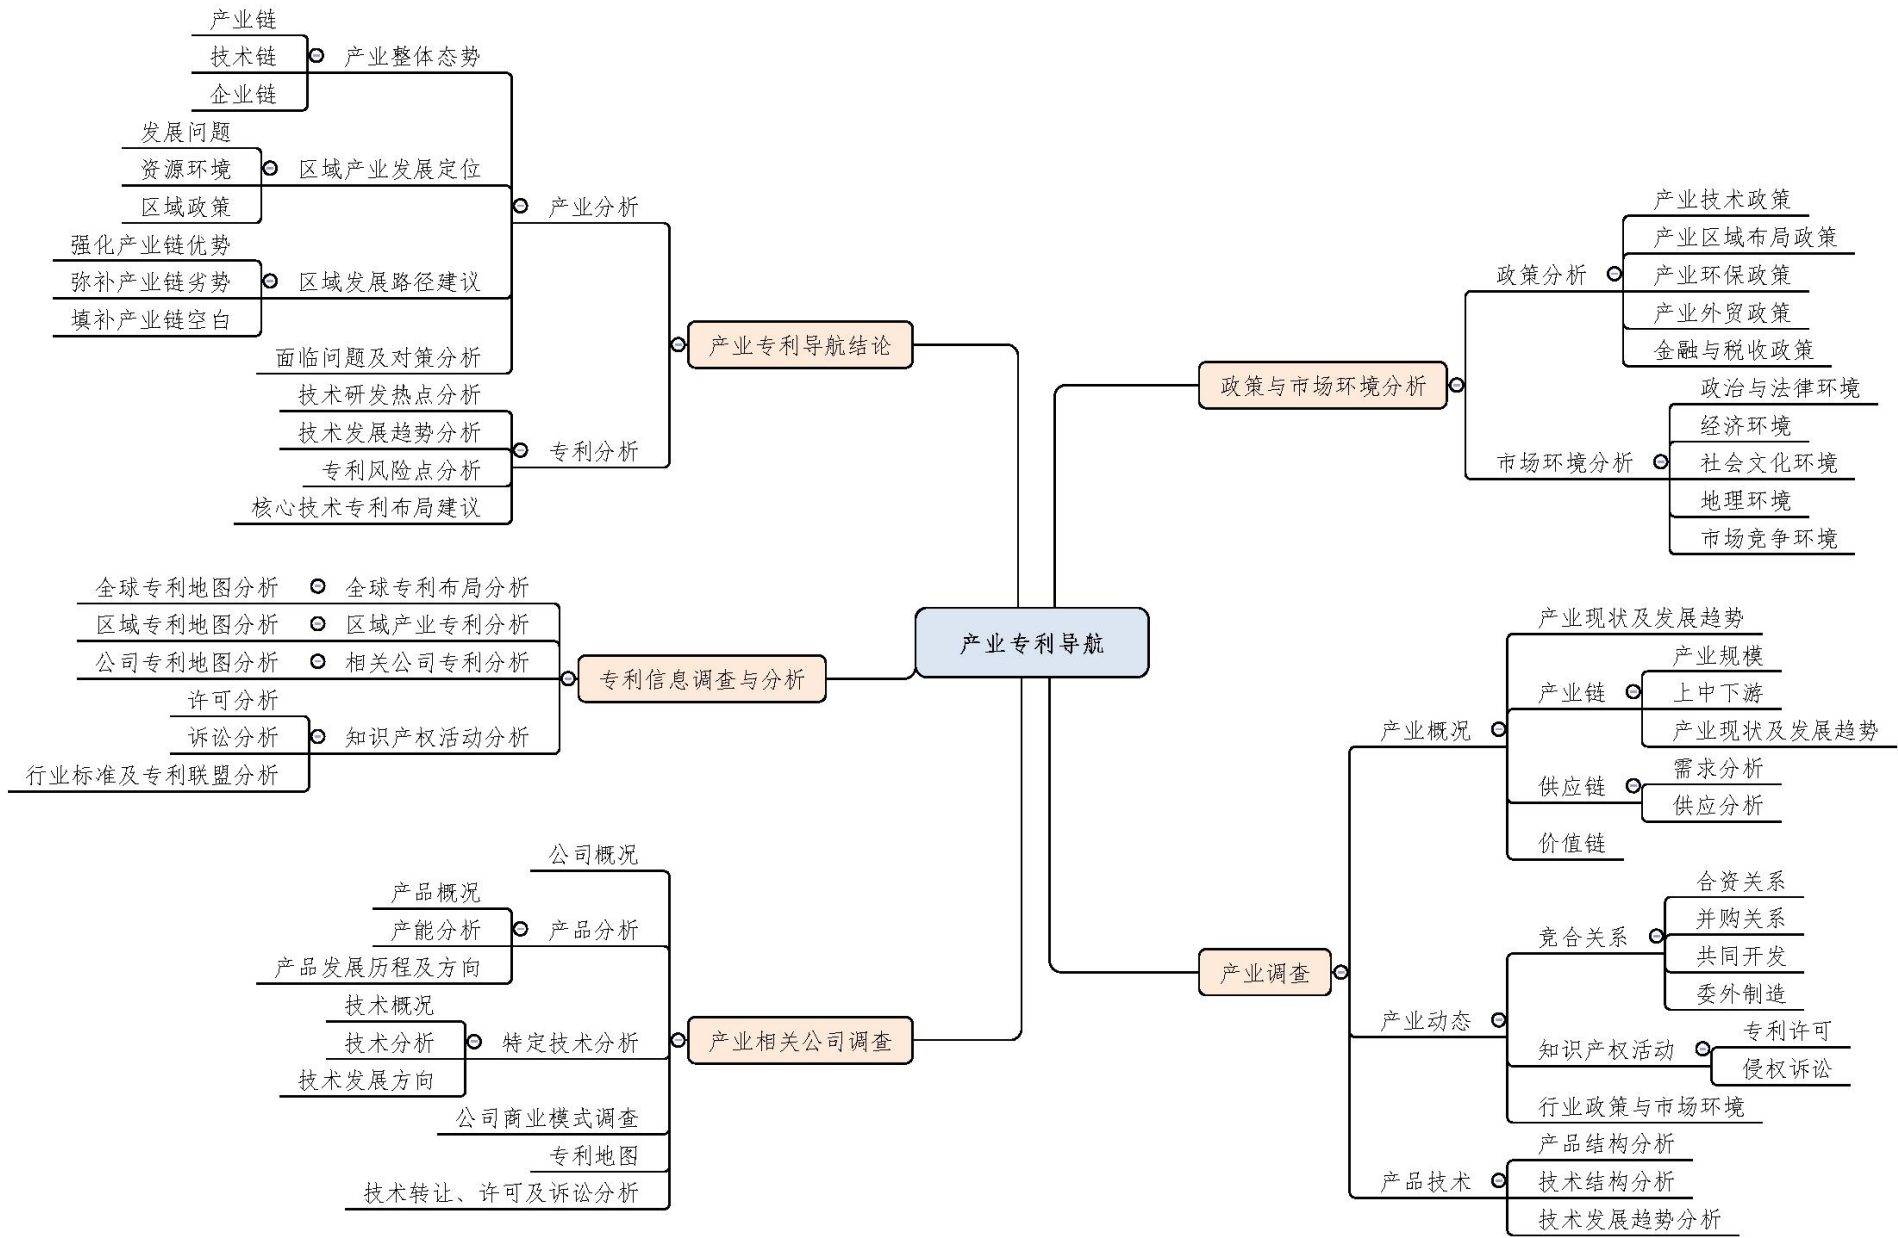 产业专利导航
政策与市场环境分析
政策分析
产业技术政策
产业区域布局政策
产业环保政策
产业外贸政策
金融与税收政策
市场环境分析
政治与法律环境
经济环境
社会文化环境
地理环境
市场竞争环境
产业调查
产业概况
产业现状及发展趋势
产业链
产业规模
上中下游
产业现状及发展趋势
供应链
需求分析
供应分析
价值链
产业动态
竞合关系
合资关系
并购关系
共同开发
委外制造
知识产权活动
专利许可
侵权诉讼
行业政策与市场环境
产品技术
产品结构分析
技术结构分析
技术发展趋势分析
产业专利导航结论
产业分析
产业整体态势
产业链
技术链
企业链
区域产业发展定位
发展问题
资源环境
区域政策
区域发展路径建议
强化产业链优势
弥补产业链劣势
填补产业链空白
面临问题及对策分析
专利分析
技术研发热点分析
技术发展趋势分析
专利风险点分析
核心技术专利布局建议
专利信息调查与分析
全球专利布局分析
全球专利地图分析
区域产业专利分析
区域专利地图分析
相关公司专利分析
公司专利地图分析
知识产权活动分析
许可分析
诉讼分析
行业标准及专利联盟分析
产业相关公司调查
公司概况
产品分析
产品概况
产能分析
产品发展历程及方向
特定技术分析
技术概况
技术分析
技术发展方向
公司商业模式调查
专利地图
技术转让、许可及诉讼分析